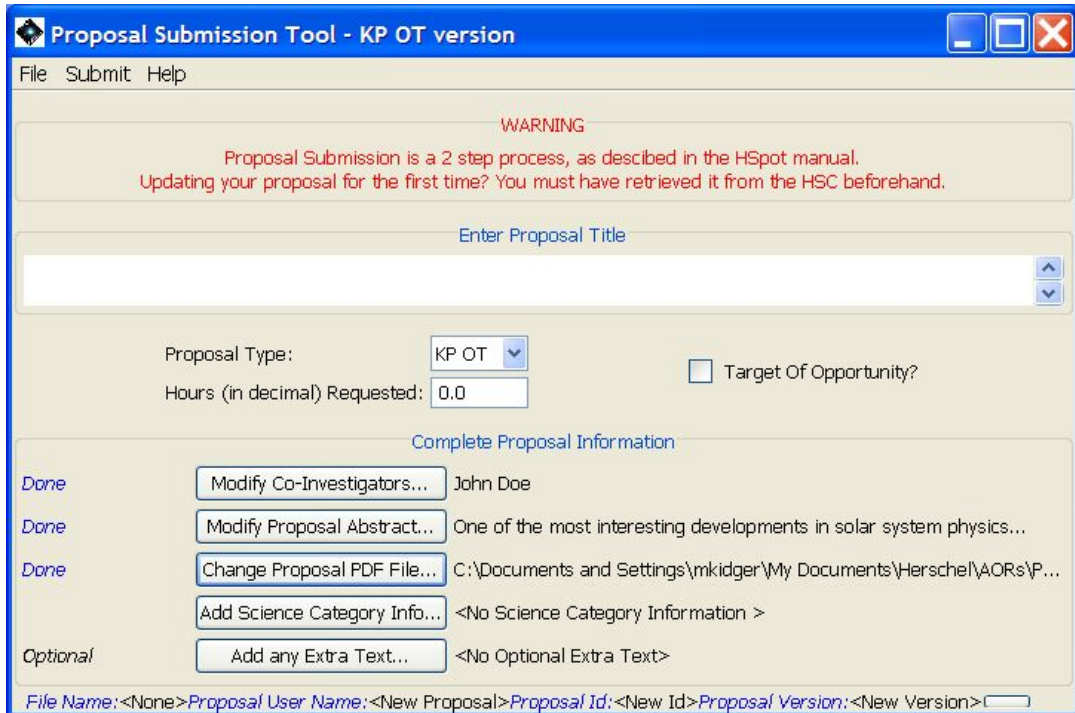 Proposal Submission Tool - KP OT version
File Submit Help
WARNING
Proposal Submission is a 2 step process, as descibed in the HSpot manual.
Updating your proposal for the first time? You must have retrieved it from the HSC beforehand.
Enter Proposal Title
Proposal Type: KP OT
Target Of Opportunity?
Hours (in decimal) Requested: 0.0
Complete Proposal Information
Done Modify Co-Investigators... John Doe
Done Modify Proposal Abstract... One of the most interesting developments in solar system physics...
Done Change Proposal PDF File... C:\Documents and Settings\mkidger\My Documents\Herschel\AORs\P...
Add Science Category Info... <No Science Category Information >
Optional Add any Extra Text... <No Optional Extra Text>
File Name:<None>Proposal User Name:<New Proposal>Proposal Id:<New Id>Proposal Version:<New Version>